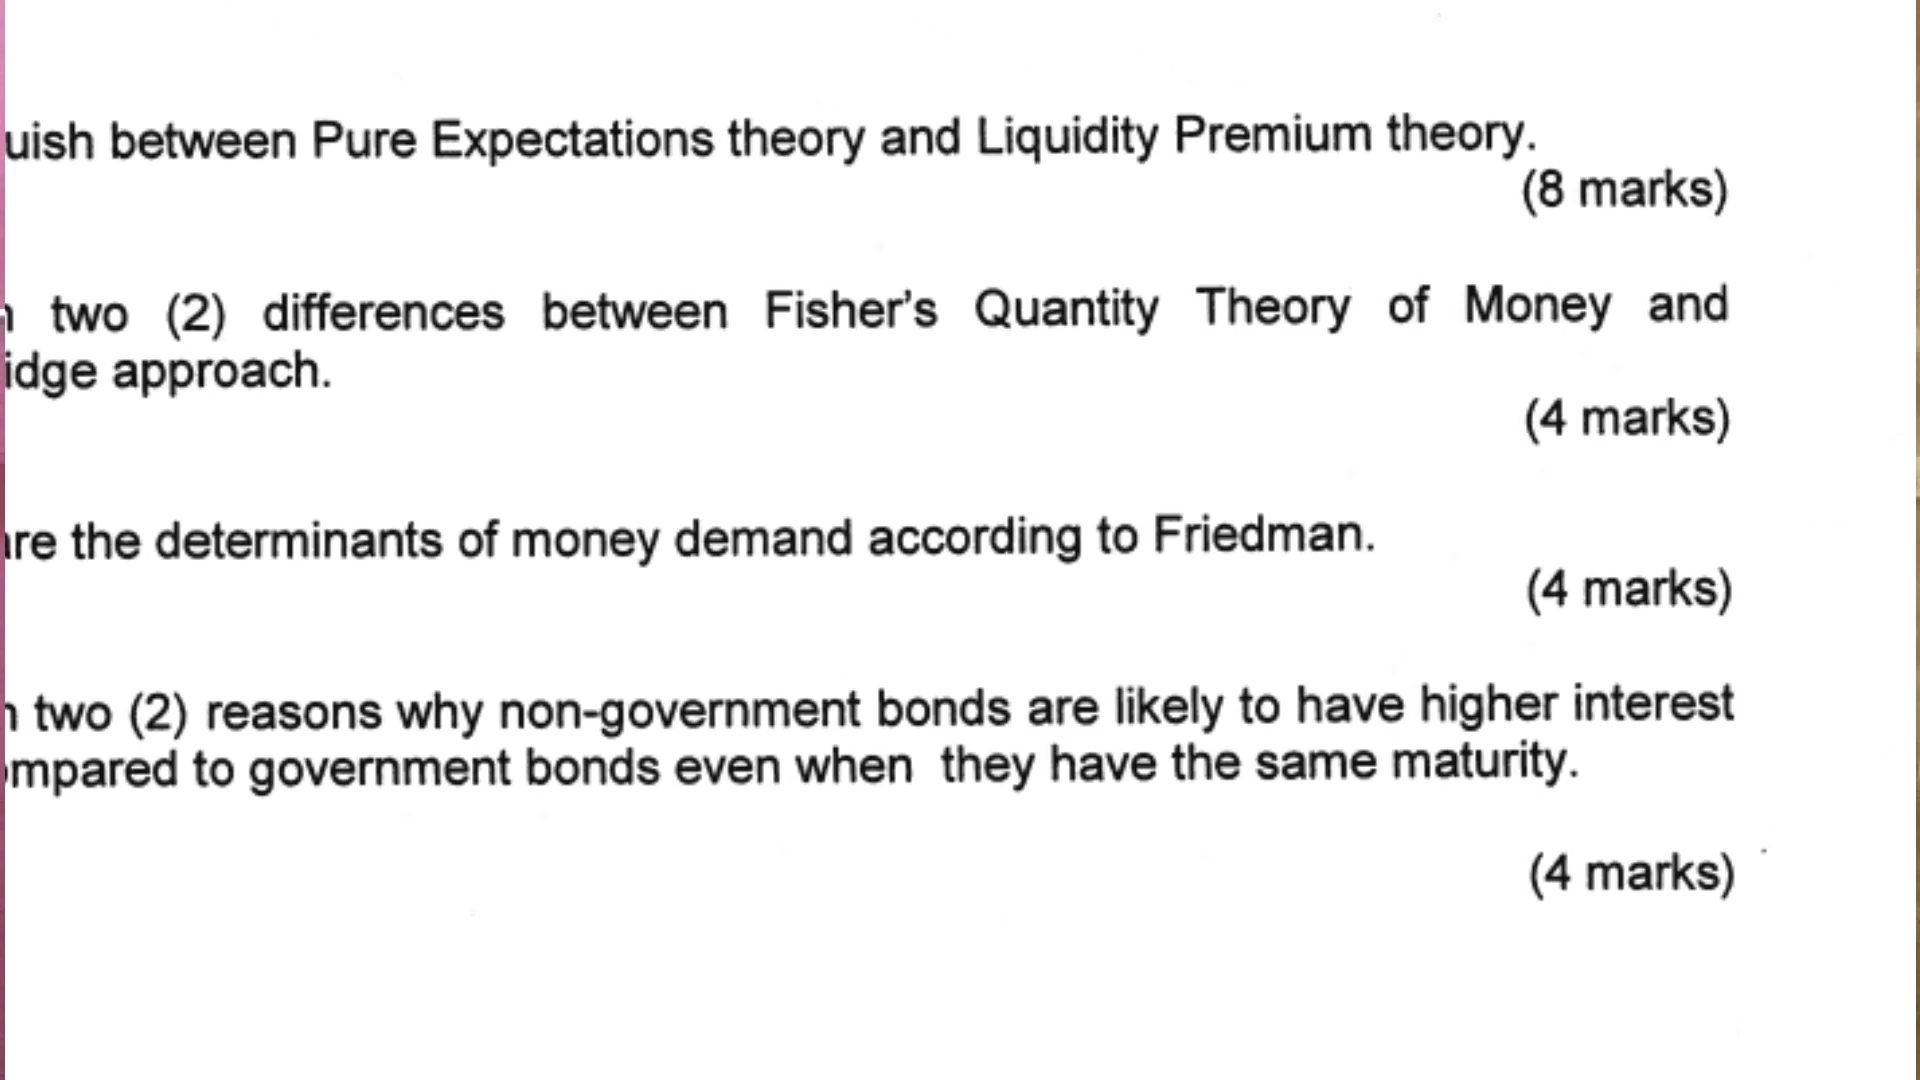 uish between Pure Expectations theory and Liquidity Premium theory.
(8 marks)
two (2) differences between Fisher's Quantity Theory of Money and
idge approach.
(4 marks)
re the determinants of money demand according to Friedman.
(4 marks)
two (2) reasons why non-government bonds are likely to have higher interest
mpared to government bonds even when they have the same maturity.
(4 marks)